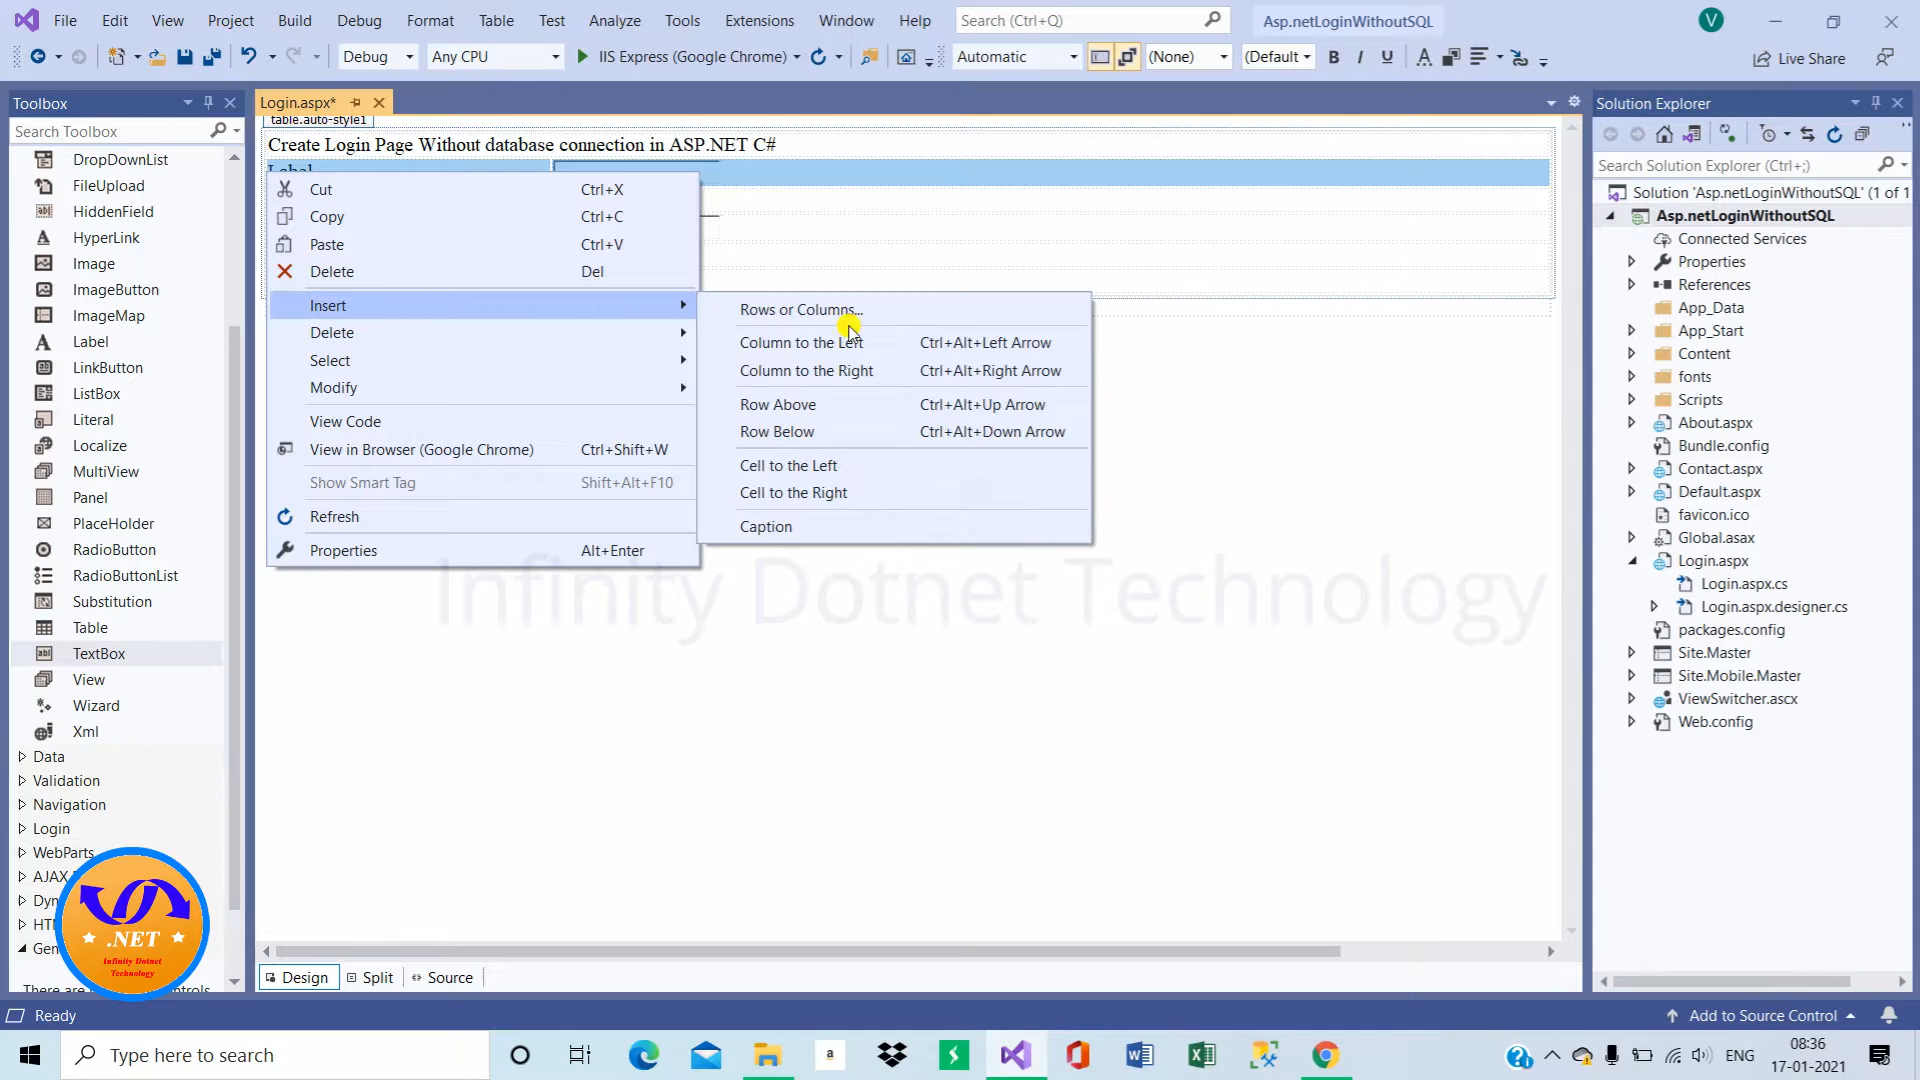 File Edit View Project Build Debug Format Table Test Analyze Tools Extensions Window Help Search (Ctrl+Q) Asp.netLoginWithoutSQL V
Debug Any CPU IIS Express (Google Chrome) Automatic (None) (Default B I U A Live Share
Toolbox
Search Toolbox
DropDownList
FileUpload
HiddenField
HyperLink
Image
ImageButton
ImageMap
Label
LinkButton
ListBox
Literal
Localize
MultiView
Panel
PlaceHolder
RadioButton
RadioButtonList
Substitution
Table
TextBox
View
Wizard
Xml
Data
Validation
Navigation
Login
WebParts
AJAX
Dyn
HT
Gen
There are
.NET
Infinity Dotnet
Technology
Login.aspx*
table.auto-style1
Create Login Page Without database connection in ASP.NET C#
Label
Cut Ctrl+X
Copy Ctrl+C
Paste Ctrl+V
Delete Del
Insert
Delete
Select
Modify
View Code
View in Browser (Google Chrome) Ctrl+Shift+W
Show Smart Tag Shift+Alt+F10
Refresh
Properties Alt+Enter
Rows or Columns...
Column to the Left Ctrl+Alt+Left Arrow
Column to the Right Ctrl+Alt+Right Arrow
Row Above Ctrl+Alt+Up Arrow
Row Below Ctrl+Alt+Down Arrow
Cell to the Left
Cell to the Right
Caption
Infinity Dotnet Technology
Design Split Source
Solution Explorer
Search Solution Explorer (Ctrl+;)
Solution 'Asp.netLoginWithoutSQL' (1 of 1
Asp.netLoginWithoutSQL
Connected Services
Properties
References
App_Data
App_Start
Content
fonts
Scripts
About.aspx
Bundle.config
Contact.aspx
Default.aspx
favicon.ico
Global.asax
Login.aspx
Login.aspx.cs
Login.aspx.designer.cs
packages.config
Site.Master
Site.Mobile.Master
ViewSwitcher.ascx
Web.config
Ready Add to Source Control
Type here to search ENG 08:36
17-01-2021